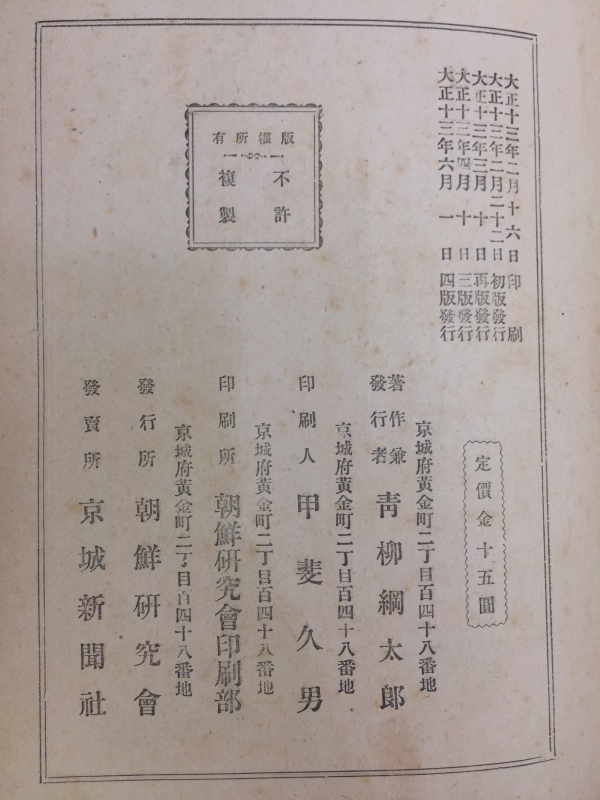 大正十三年二月十六日印刷
大正十三年二月二十二日初版發行
大正十三年三月十日再版發行
大正十三年四月十日三版發行
大正十三年六月一日四版發行
版權所有
不許
複製
定價金十五圓
京城府黃金町二丁目百四十八番地
著作兼
發行者
靑柳綱太郎
京城府黃金町二丁目百四十八番地
印刷人 甲斐久男
京城府黃金町二丁目百四十八番地
印刷所 朝鮮硏究會印刷部
京城府黃金町二丁目百四十八番地
發行所 朝鮮硏究會
發賣所 京城新聞社